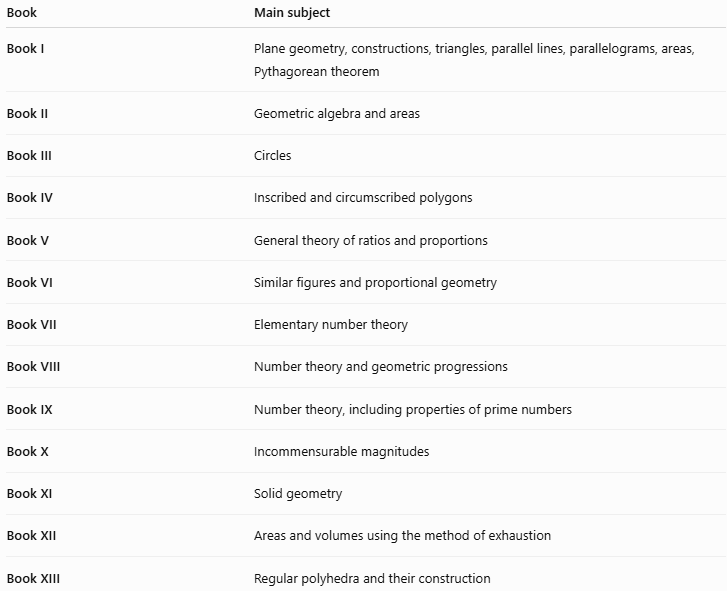 Book Main subject
Book I Plane geometry, constructions, triangles, parallel lines, parallelograms, areas,
Pythagorean theorem
Book II Geometric algebra and areas
Book III Circles
Book IV Inscribed and circumscribed polygons
Book V General theory of ratios and proportions
Book VI Similar figures and proportional geometry
Book VII Elementary number theory
Book VIII Number theory and geometric progressions
Book IX Number theory, including properties of prime numbers
Book X Incommensurable magnitudes
Book XI Solid geometry
Book XII Areas and volumes using the method of exhaustion
Book XIII Regular polyhedra and their construction